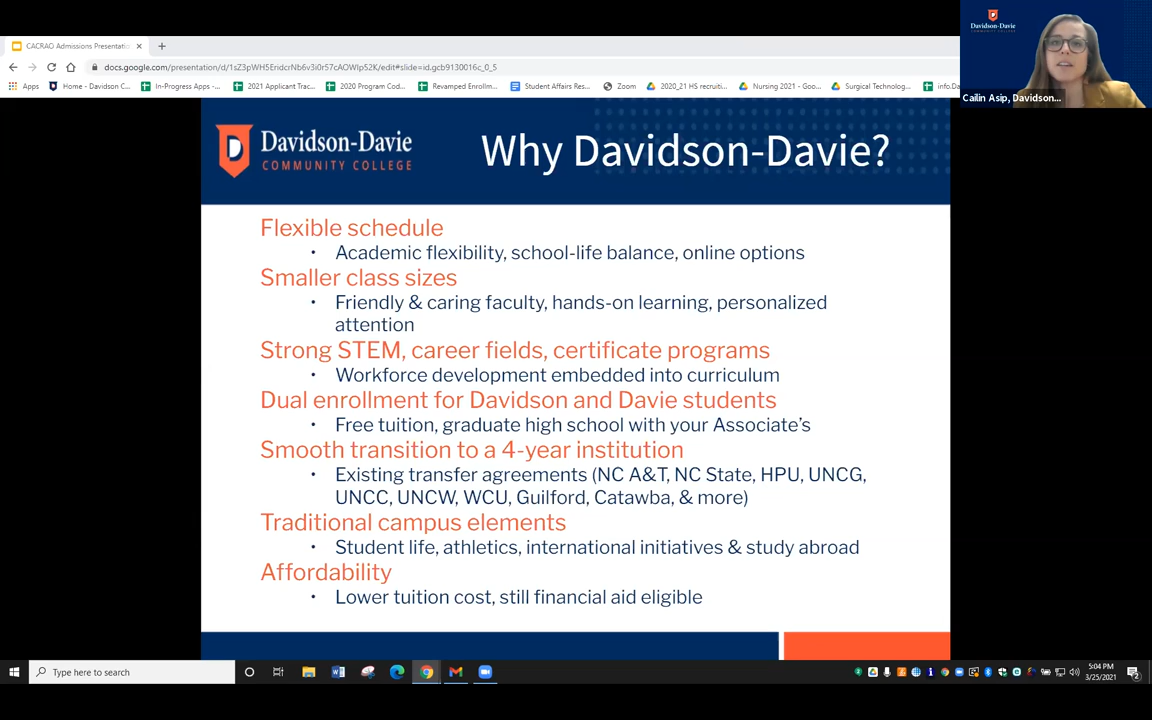 CACRAO Admissions Presentatio
docs.google.com/presentation/d/1sZ3pWH5EridcrNb6v3i0r57cAOWIp52K/edit#slide=id.gcb9130016c_0_5
Apps
Home - Davidson C...
In-Progress Apps -...
2021 Applicant Trac...
2020 Program Cod...
Revamped Enrollm...
Student Affairs Res...
Zoom
2020_21 HS recruiti...
Nursing 2021 - Goo...
Surgical Technolog...
info.Da
Davidson-Davie
COMMUNITY COLLEGE
Cailin Asip, Davidson...
Davidson-Davie
COMMUNITY COLLEGE
Why Davidson-Davie?
Flexible schedule
• Academic flexibility, school-life balance, online options
Smaller class sizes
• Friendly & caring faculty, hands-on learning, personalized
attention
Strong STEM, career fields, certificate programs
• Workforce development embedded into curriculum
Dual enrollment for Davidson and Davie students
• Free tuition, graduate high school with your Associate's
Smooth transition to a 4-year institution
• Existing transfer agreements (NC A&T, NC State, HPU, UNCG,
UNCC, UNCW, WCU, Guilford, Catawba, & more)
Traditional campus elements
• Student life, athletics, international initiatives & study abroad
Affordability
• Lower tuition cost, still financial aid eligible
Type here to search
5:04 PM
3/25/2021